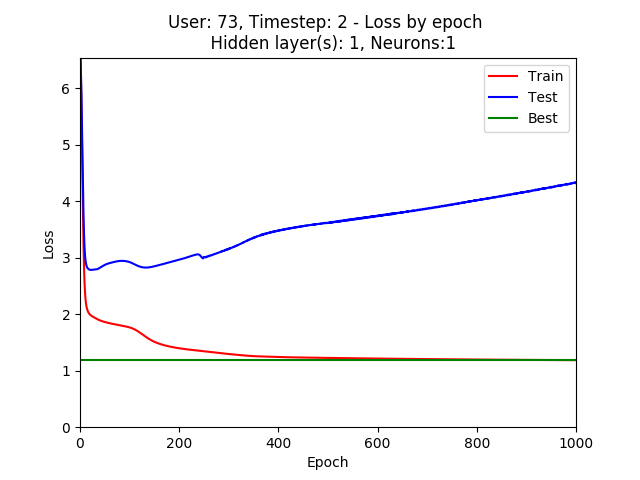 User: 73, Timestep: 2 - Loss by epoch
Hidden layer(s): 1, Neurons:1
Train
Test
Best
6
5
4
3
2
1
0
Loss
0 200 400 600 800 1000
Epoch